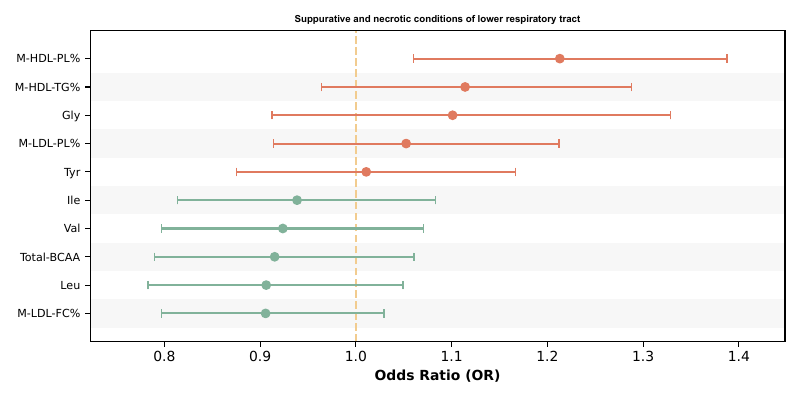 Suppurative and necrotic conditions of lower respiratory tract
M-HDL-PL%
M-HDL-TG%
Gly
M-LDL-PL%
Tyr
Ile
Val
Total-BCAA
Leu
M-LDL-FC%
0.8 0.9 1.0 1.1 1.2 1.3 1.4
Odds Ratio (OR)